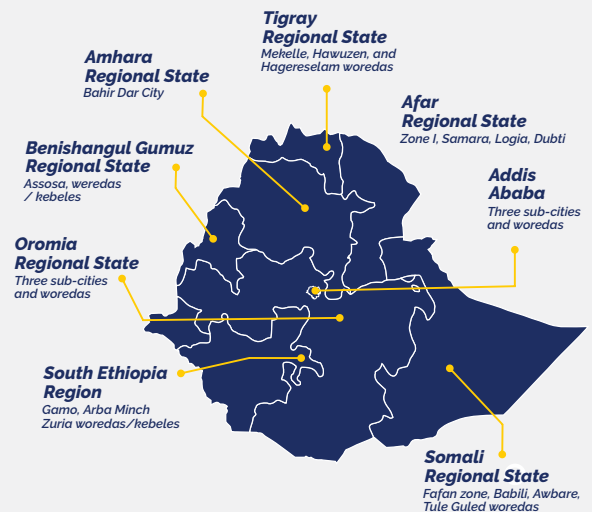 Tigray
Regional State
Mekelle, Hawuzen, and
Hagereselam woredas
Amhara
Regional State
Bahir Dar City
Afar
Regional State
Zone I, Samara, Logia, Dubti
Benishangul Gumuz
Regional State
Assosa, weredas
/ kebeles
Addis
Ababa
Three sub-cities
and woredas
Oromia
Regional State
Three sub-cities
and woredas
South Ethiopia
Region
Gamo, Arba Minch
Zuria woredas/kebeles
Somali
Regional State
Fafan zone, Babili, Awbare,
Tule Guled woredas